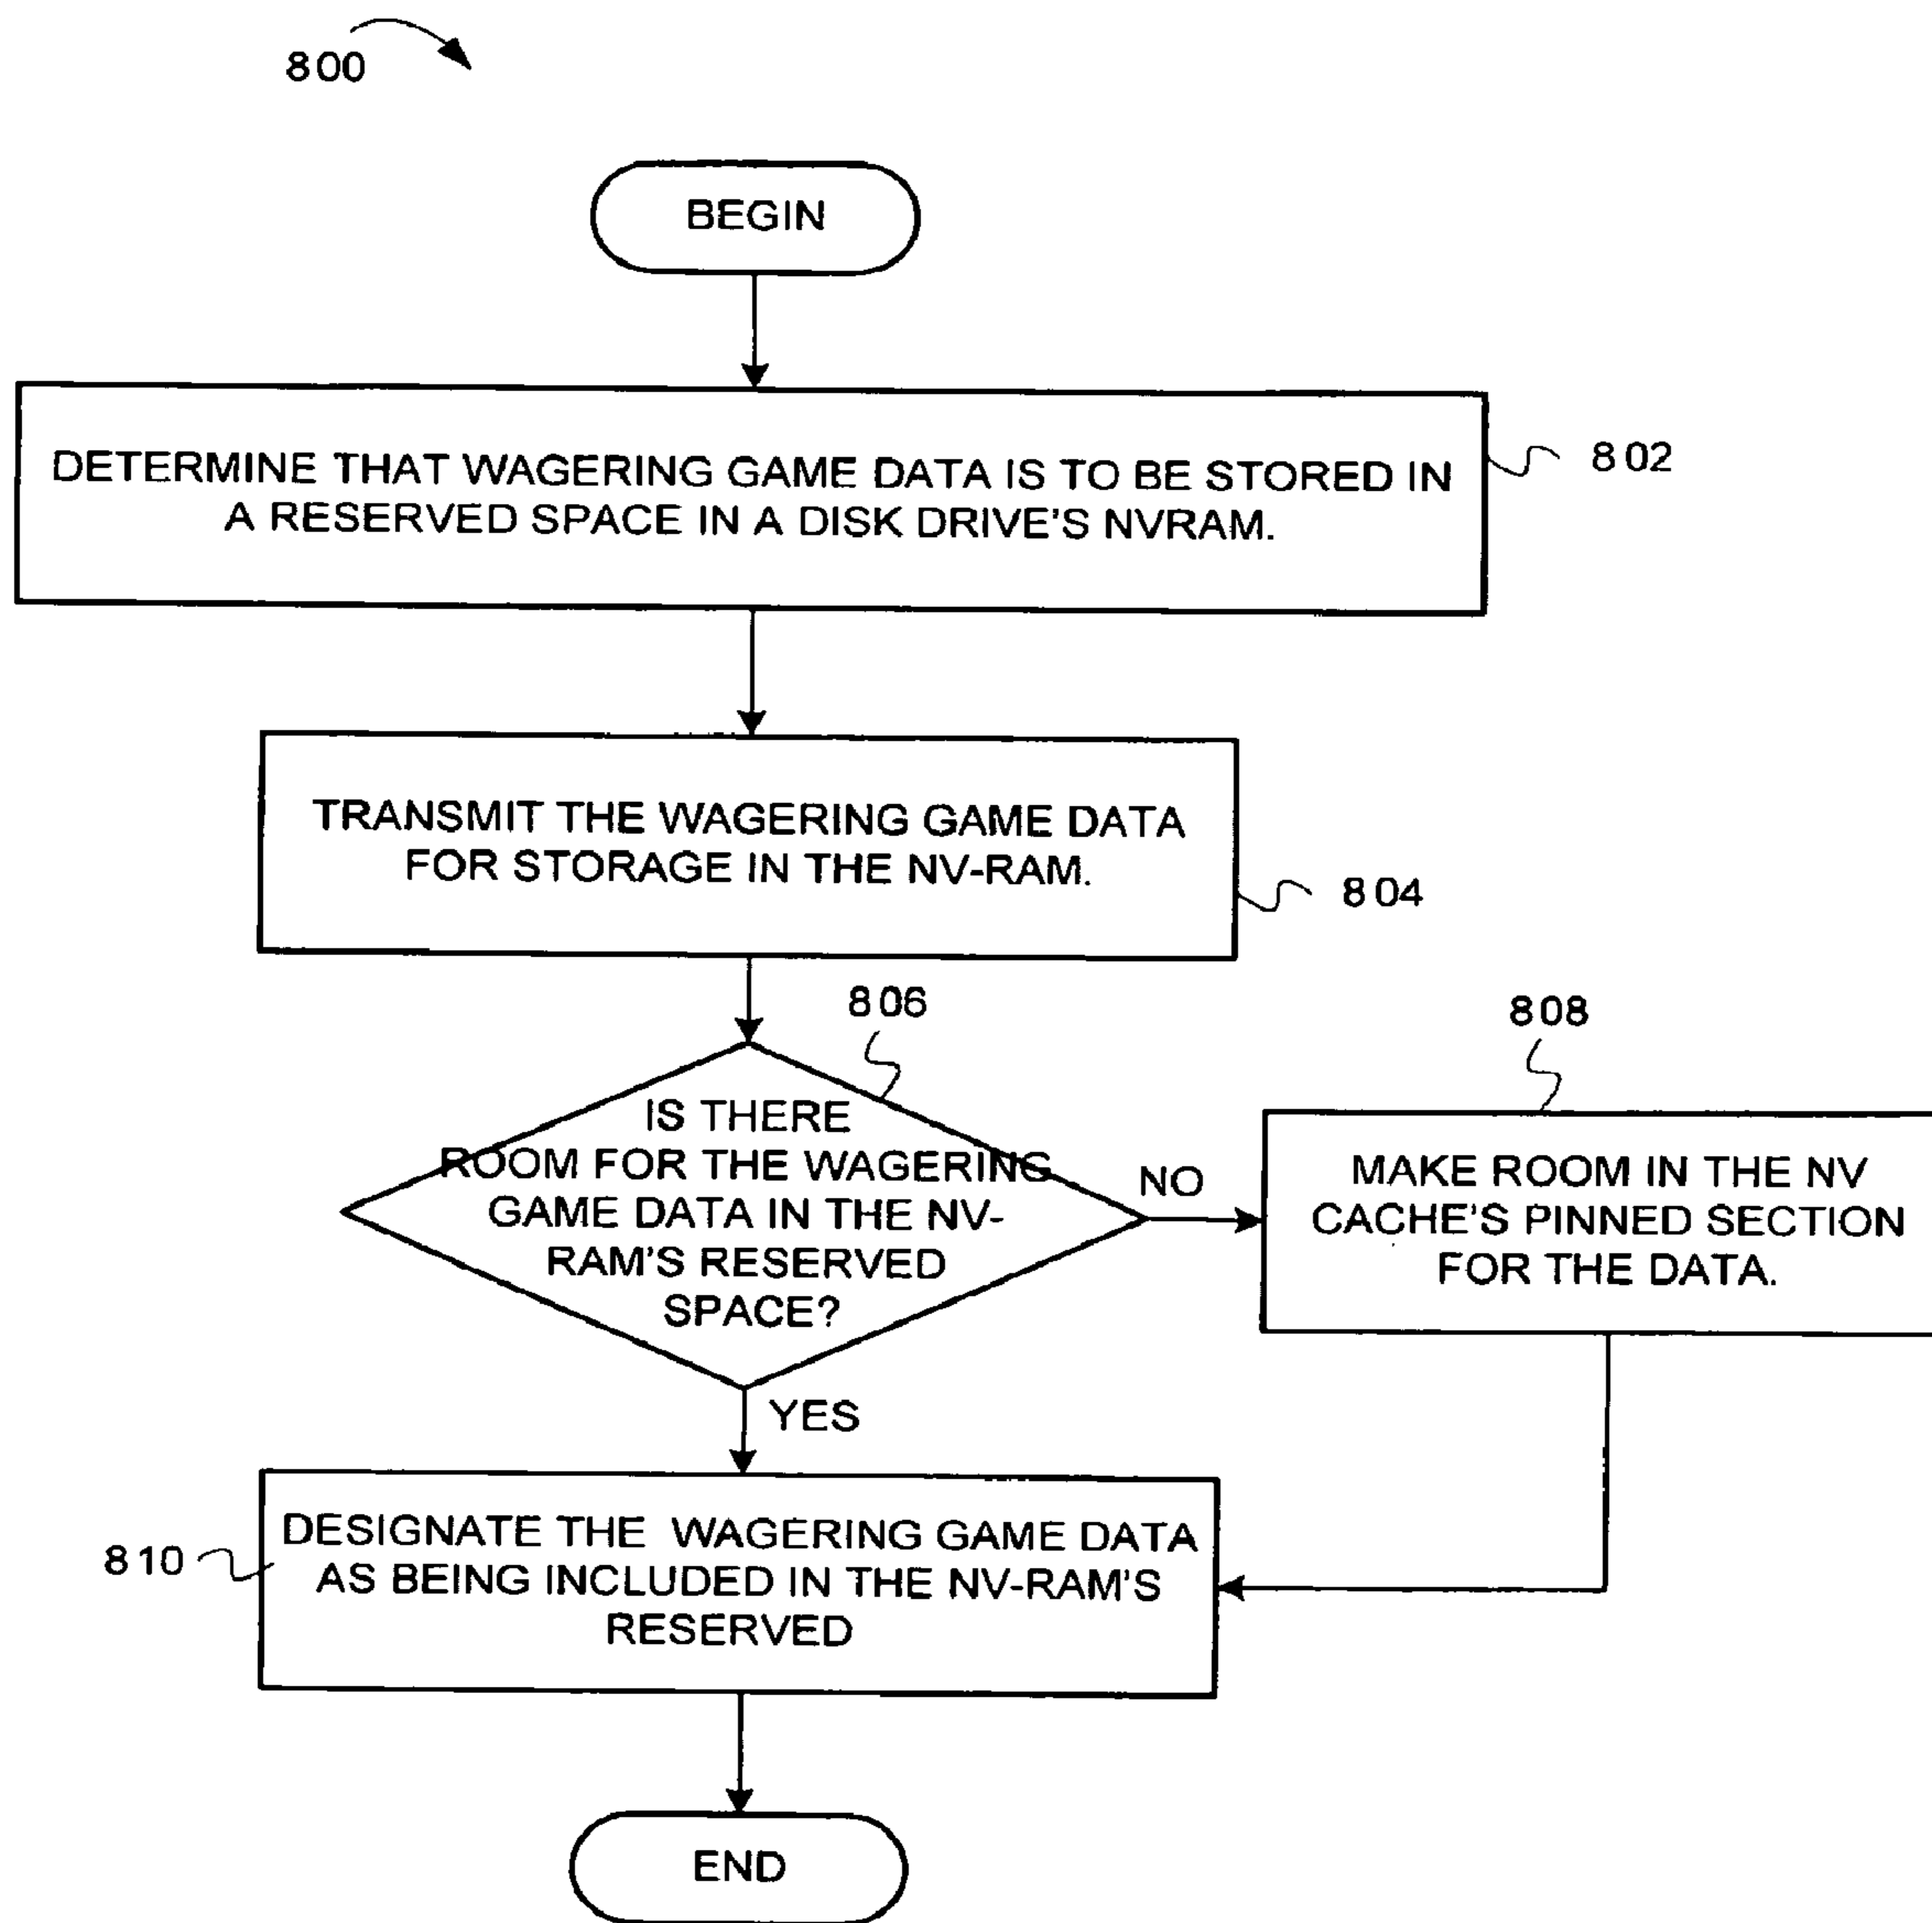 800
BEGIN
DETERMINE THAT WAGERING GAME DATA IS TO BE STORED IN
A RESERVED SPACE IN A DISK DRIVE'S NVRAM.
802
TRANSMIT THE WAGERING GAME DATA
FOR STORAGE IN THE NV-RAM.
804
806
IS THERE
ROOM FOR THE WAGERING
GAME DATA IN THE NV-
RAM'S RESERVED
SPACE?
NO
808
MAKE ROOM IN THE NV
CACHE'S PINNED SECTION
FOR THE DATA.
YES
810
DESIGNATE THE WAGERING GAME DATA
AS BEING INCLUDED IN THE NV-RAM'S
RESERVED
END